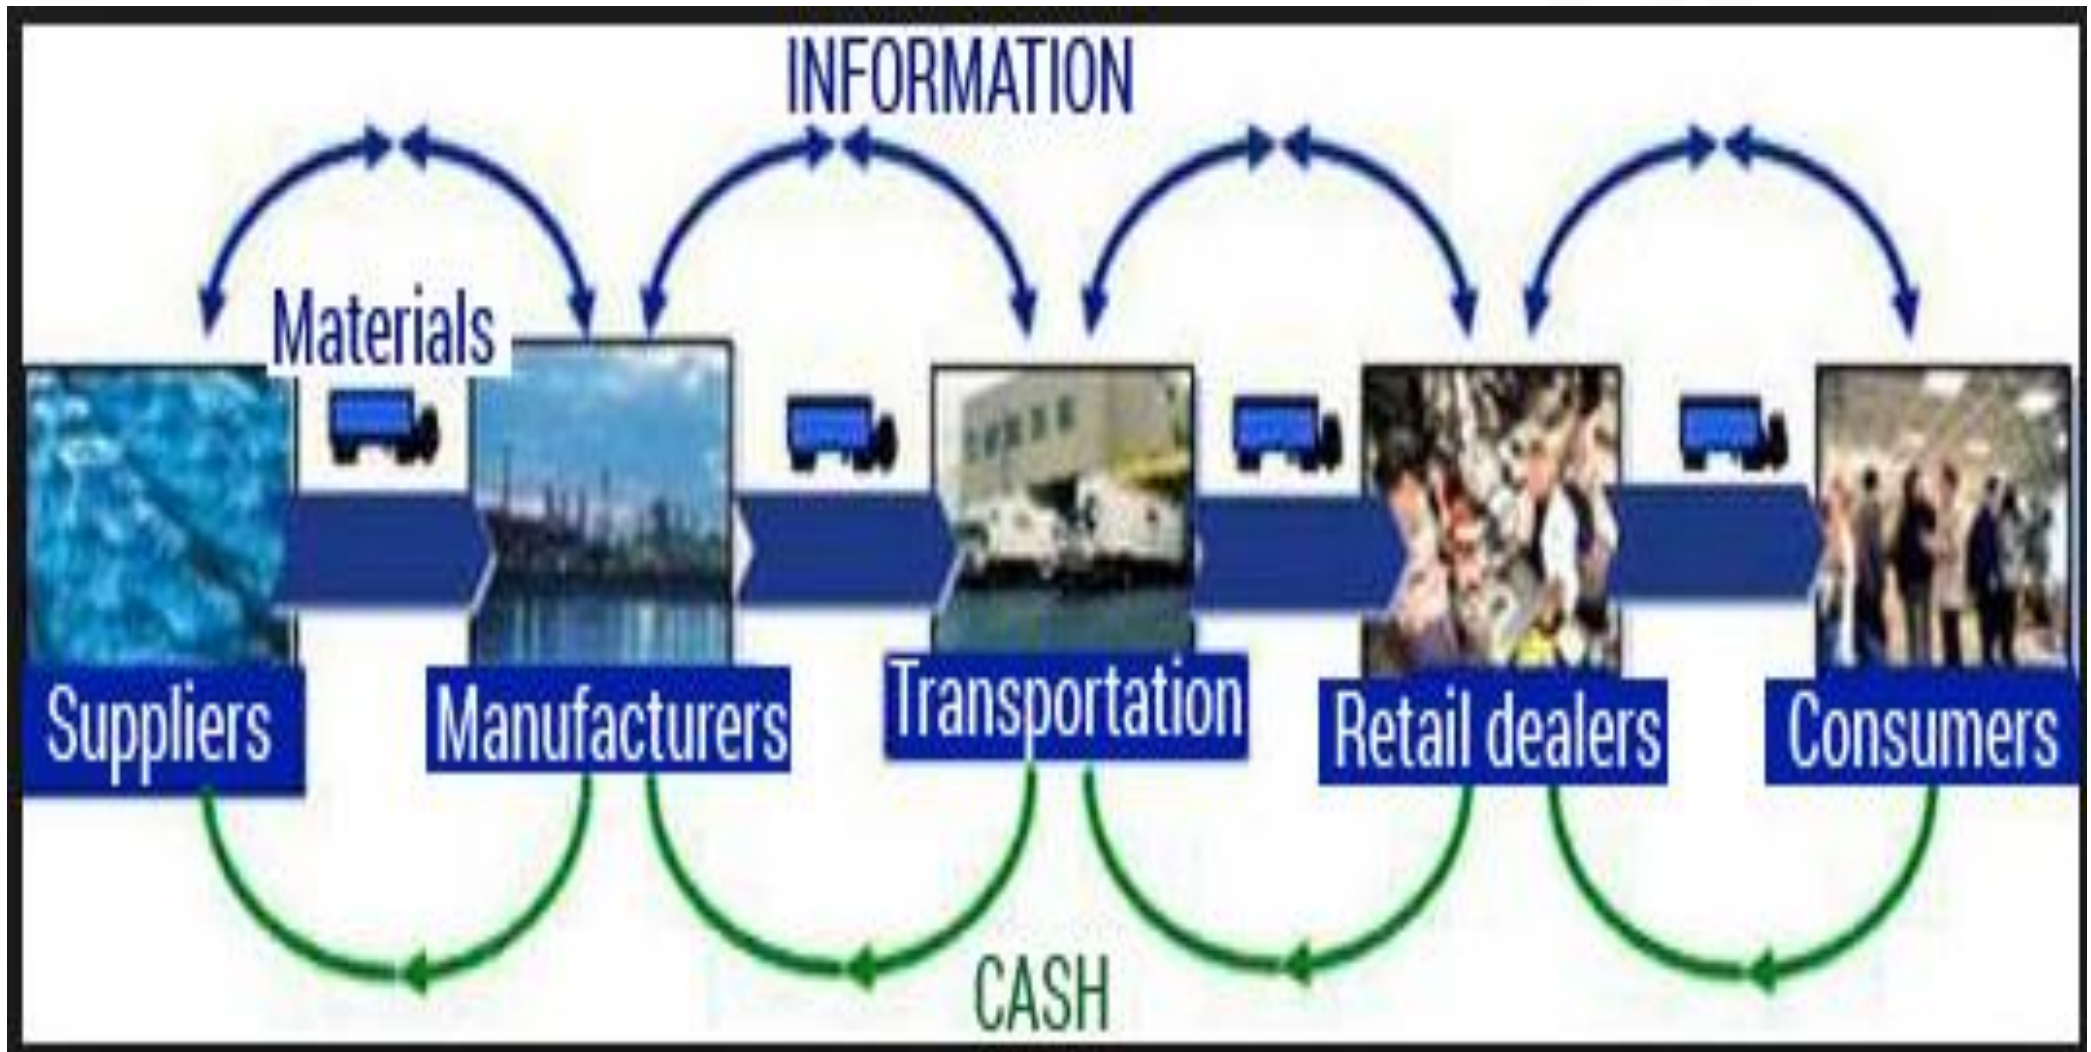 INFORMATION
Materials
Suppliers
Manufacturers
Transportation
Retail dealers
Consumers
CASH